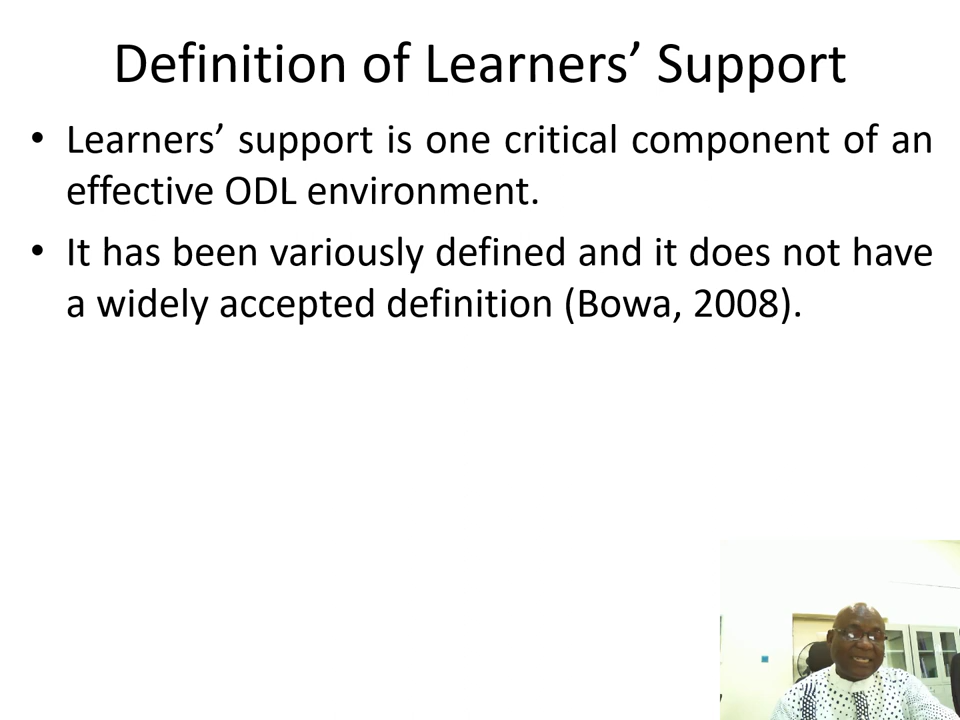 Definition of Learners’ Support
• Learners’ support is one critical component of an
effective ODL environment.
• It has been variously defined and it does not have
a widely accepted definition (Bowa, 2008).